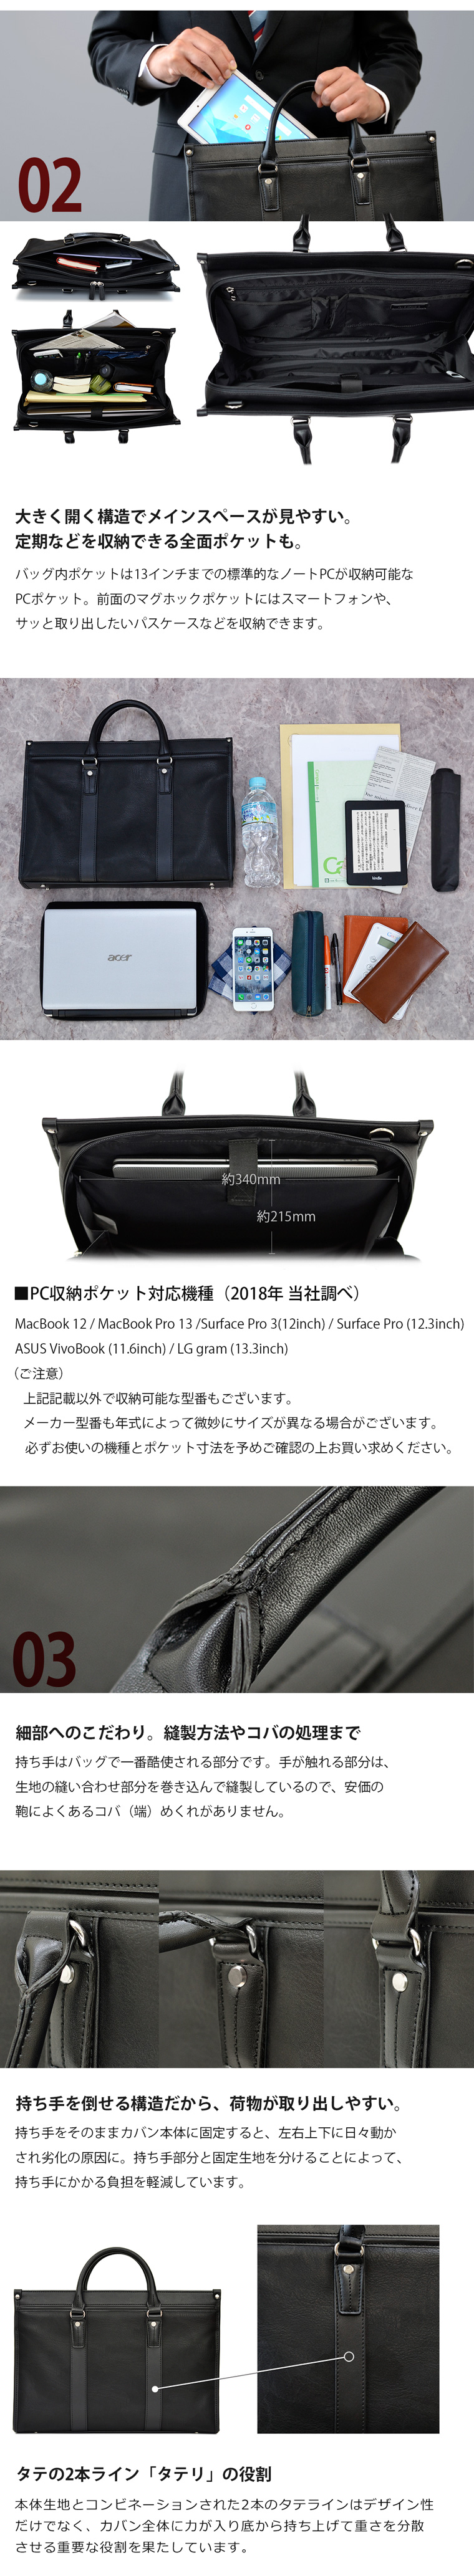 02
大きく開く構造でメインスペースが見やすい。
定期などを収納できる全面ポケットも。
バッグ内ポケットは13インチまでの標準的なノートPCが収納可能な
PCポケット。前面のマグホックポケットにはスマートフォンや、
サッと取り出したいパスケースなどを収納できます。
acer
kindle
約340mm
約215mm
■PC収納ポケット対応機種（2018年 当社調べ）
MacBook 12 / MacBook Pro 13 /Surface Pro 3(12inch) / Surface Pro (12.3inch)
ASUS VivoBook (11.6inch) / LG gram (13.3inch)
（ご注意）
上記記載以外で収納可能な型番もございます。
メーカー型番も年式によって微妙にサイズが異なる場合がございます。
必ずお使いの機種とポケット寸法を予めご確認の上お買い求めください。
03
細部へのこだわり。縫製方法やコバの処理まで
持ち手はバッグで一番酷使される部分です。手が触れる部分は、
生地の縫い合わせ部分を巻き込んで縫製しているので、安価の
鞄によくあるコバ（端）めくれがありません。
持ち手を倒せる構造だから、荷物が取り出しやすい。
持ち手をそのままカバン本体に固定すると、左右上下に日々動か
され劣化の原因に。持ち手部分と固定生地を分けることによって、
持ち手にかかる負担を軽減しています。
タテの2本ライン「タテリ」の役割
本体生地とコンビネーションされた2本のタテラインはデザイン性
だけでなく、カバン全体に力が入り底から持ち上げて重さを分散
させる重要な役割を果たしています。